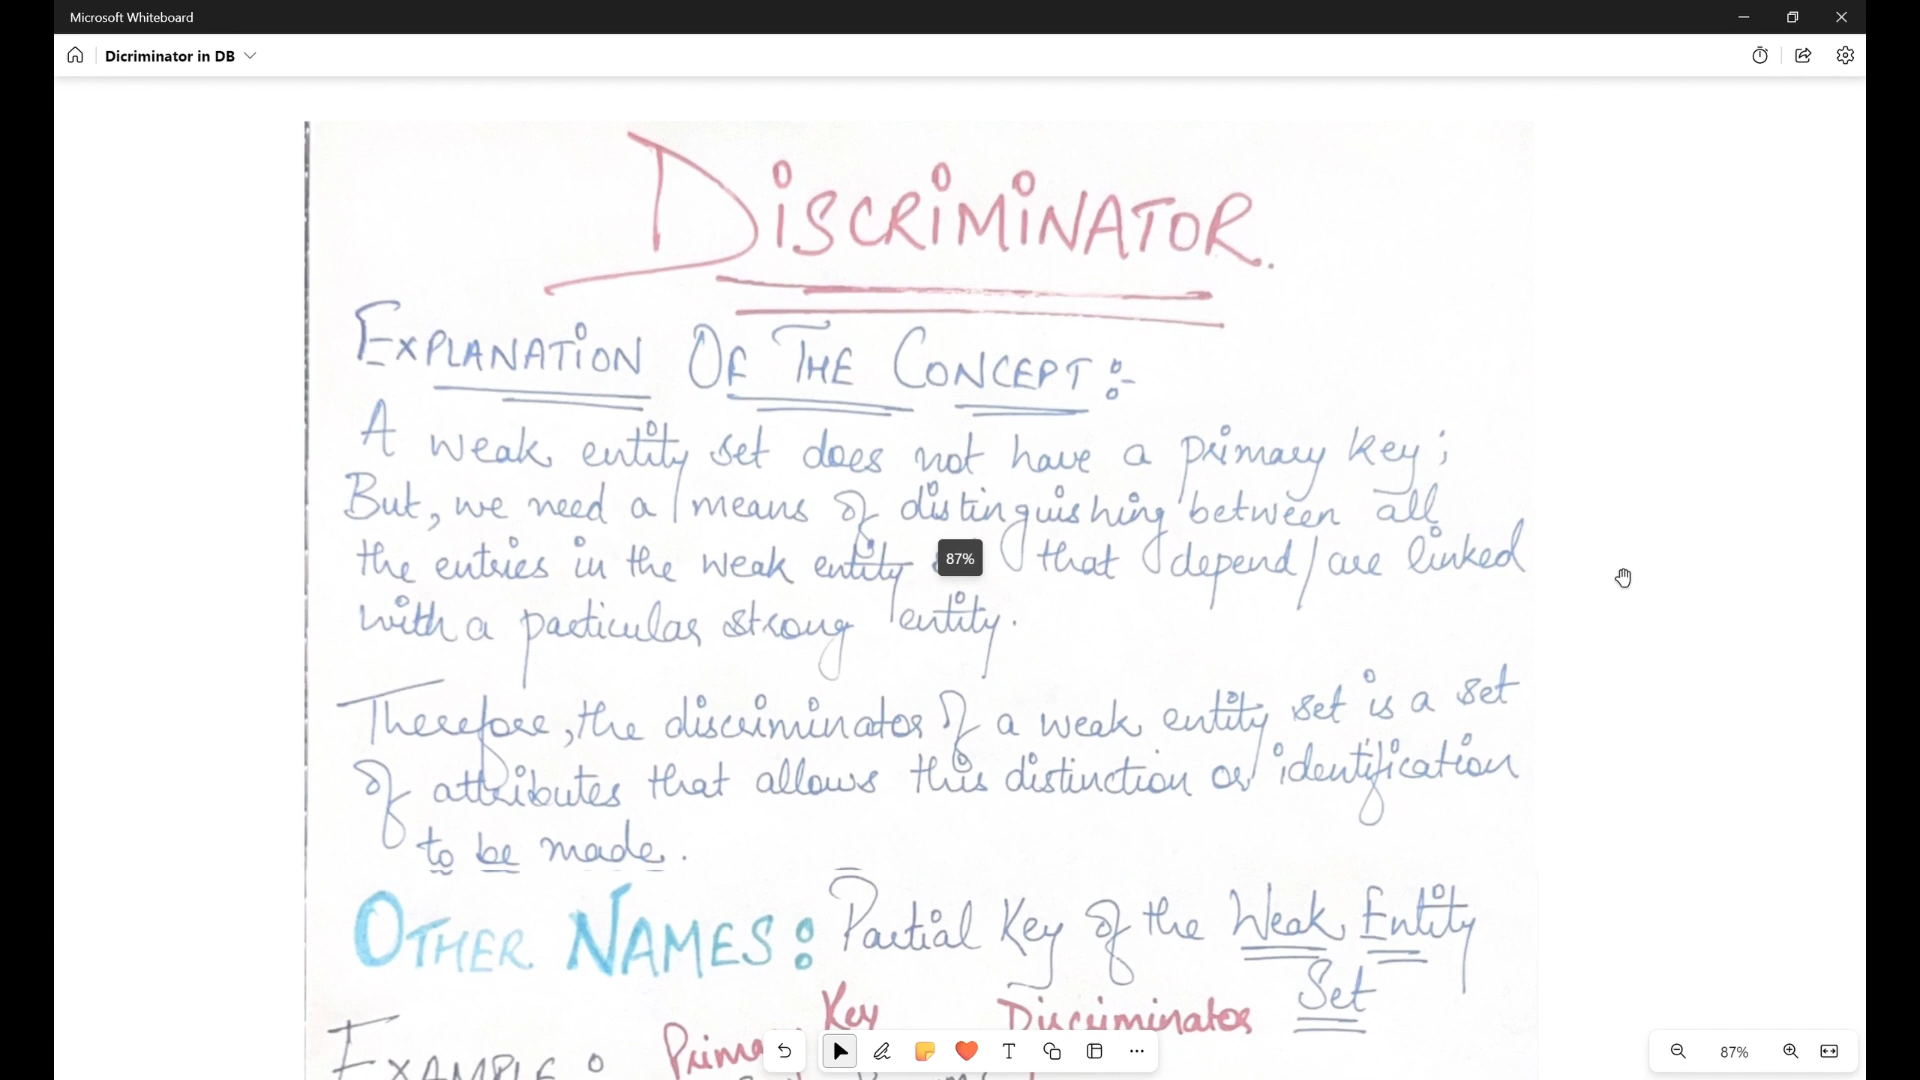 Microsoft Whiteboard
Dicriminator in DB
DISCRIMINATOR.
EXPLANATION OF THE CONCEPT :-
A weak entity set does not have a primary key;
But, we need a means of distinguishing between all
the entries in the weak entity that depend/are linked
87%
with a particular strong entity.
Therefore, the discriminator of a weak entity set is a set
of attributes that allows this distinction or identification
to be made.
OTHER NAMES: Partial Key of the Weak Entity
Set
Key Discriminator
EXAMPLE:
87%